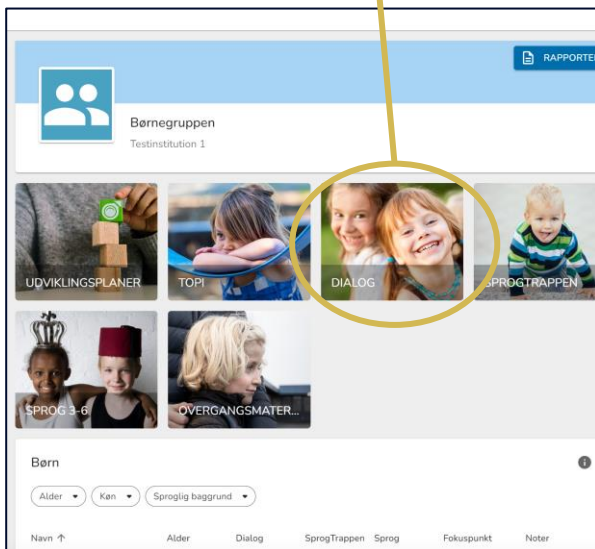 RAPPORTER
Børnegruppen
Testinstitution 1
UDVIKLINGSPLANER
TOPI
DIALOG
SPROGTRAPPEN
SPROG 3-6
OVERGANGSMATER...
Børn
Alder
Køn
Sproglig baggrund
Navn ↑ Alder Dialog SprogTrappen Sprog Fokuspunkt Noter